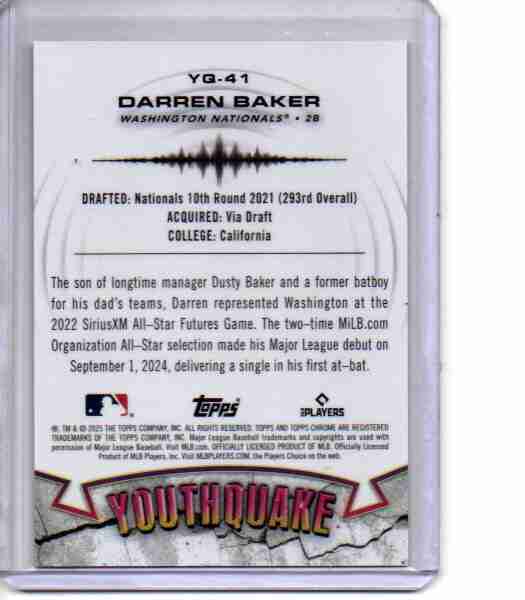 YQ-41
DARREN BAKER
WASHINGTON NATIONALS® • 2B
DRAFTED: Nationals 10th Round 2021 (293rd Overall)
ACQUIRED: Via Draft
COLLEGE: California
The son of longtime manager Dusty Baker and a former batboy
for his dad's teams, Darren represented Washington at the
2022 SiriusXM All-Star Futures Game. The two-time MiLB.com
Organization All-Star selection made his Major League debut on
September 1, 2024, delivering a single in his first at-bat.
Topps
PLAYERS
®, TM & © 2025 THE TOPPS COMPANY, INC. ALL RIGHTS RESERVED. TOPPS AND TOPPS CHROME ARE REGISTERED
TRADEMARKS OF THE TOPPS COMPANY, INC. Major League Baseball trademarks and copyrights are used with
permission of Major League Baseball. Visit MLB.com. OFFICIALLY LICENSED PRODUCT OF MLB. Officially Licensed
Product of MLB Players, Inc. Visit MLBPLAYERS.COM, the Players Choice on the web.
YOUTHQUAKE